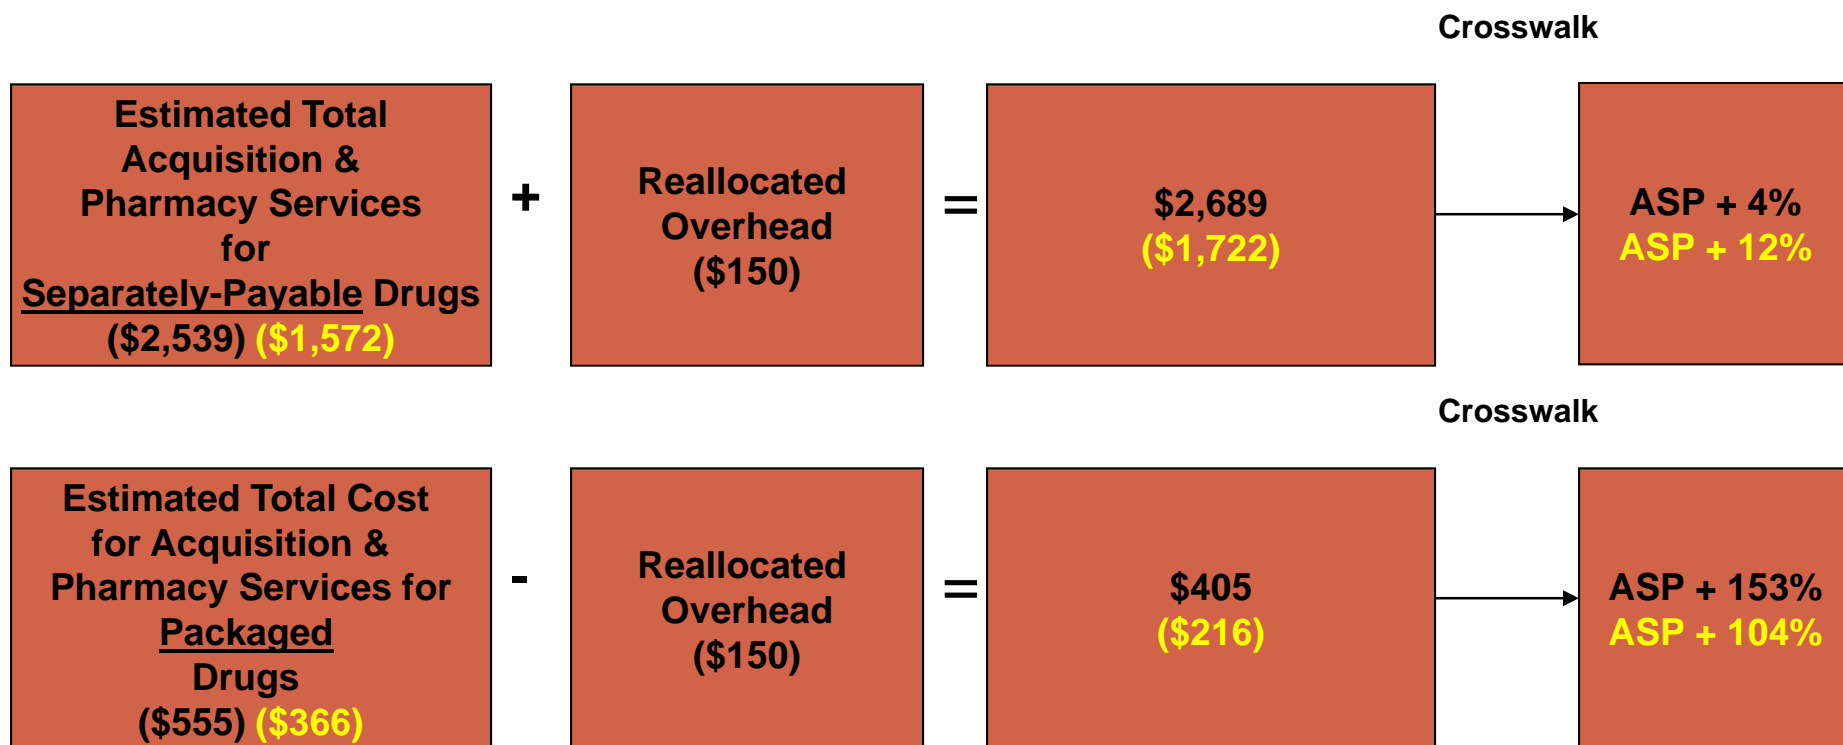 Crosswalk
Estimated Total
Acquisition &
Pharmacy Services
for
Separately-Payable Drugs
($2,539) ($1,572)
+
Reallocated
Overhead
($150)
=
$2,689
($1,722)
ASP + 4%
ASP + 12%
Crosswalk
Estimated Total Cost
for Acquisition &
Pharmacy Services for
Packaged
Drugs
($555) ($366)
-
Reallocated
Overhead
($150)
=
$405
($216)
ASP + 153%
ASP + 104%